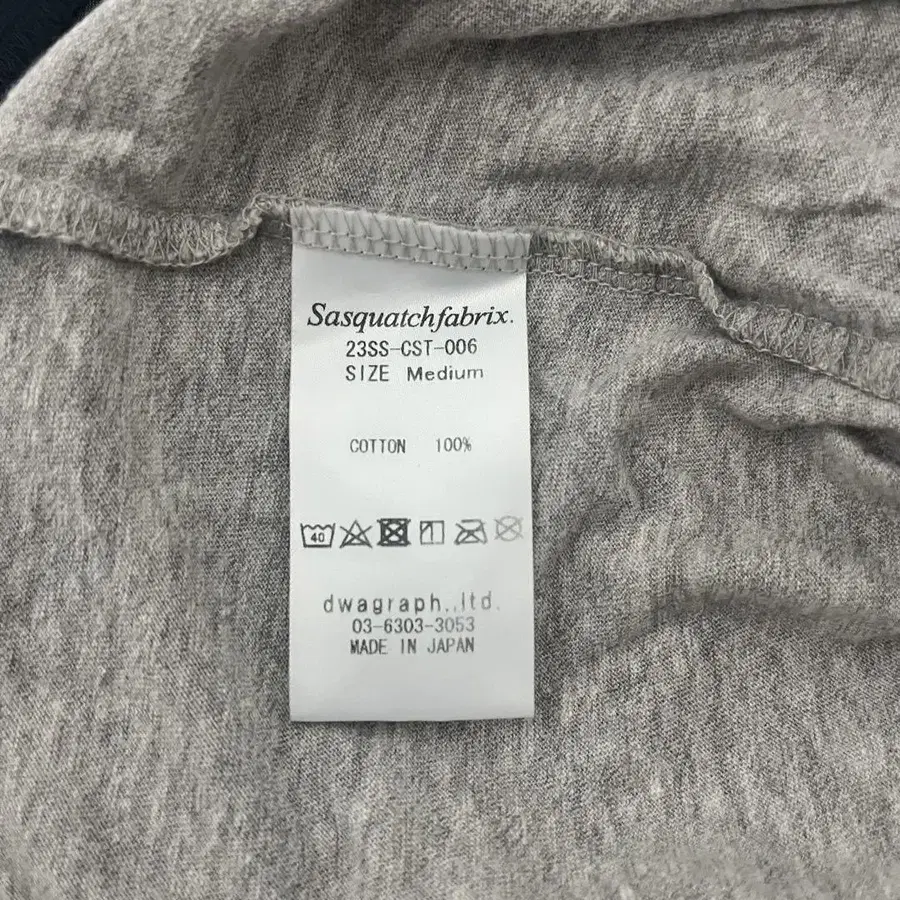 Sasquatchfabrix.
23SS-CST-006
SIZE Medium
COTTON 100%
40
dwagraph.,ltd.
03-6303-3053
MADE IN JAPAN